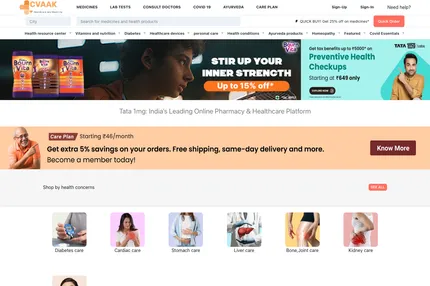 CVAAK
MEDICINES LAB TESTS CONSULT DOCTORS COVID 19 AYURVEDA CARE PLAN Sign-Up Sign-In Need help?
City Search for medicines and health products QUICK BUY! Get 25% off on medicines* Quick Order
Health resource center Vitamins and nutrition Diabetes Healthcare devices personal care Health conditions Ayurveda products Homeopathy Featured Covid Essentials
Bourn Vita
Bourn Vita
STIR UP YOUR
INNER STRENGTH
Up to 15% off*
TATA 1mg
Get tax benefits up to ₹5000*on
Preventive Health
Checkups
Starting at ₹649 only
Tata 1mg: India's Leading Online Pharmacy & Healthcare Platform
Care Plan Starting ₹46/month
Get extra 5% savings on your orders. Free shipping, same-day delivery and more.
Become a member today!
Know More
Shop by health concerns
SEE ALL
Diabetes care Cardiac care Stomach care Liver care Bone,Joint care Kidney care